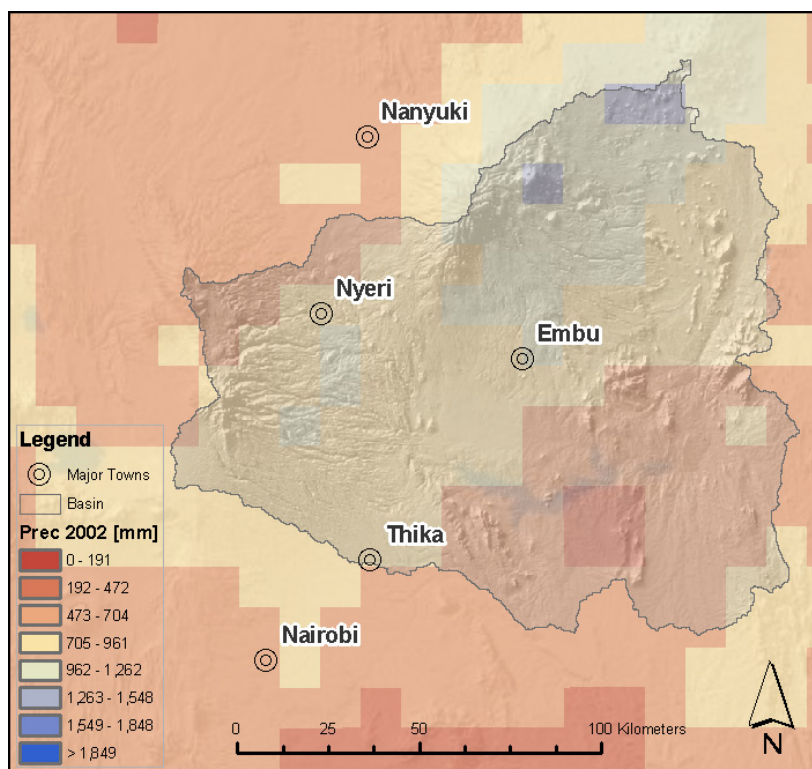 Nanyuki
Nyeri
Embu
Thika
Nairobi
Legend
Major Towns
Basin
Prec 2002 [mm]
0 - 191
192 - 472
473 - 704
705 - 961
962 - 1,262
1,263 - 1,548
1,549 - 1,848
> 1,849
0 25 50 100 Kilometers
N